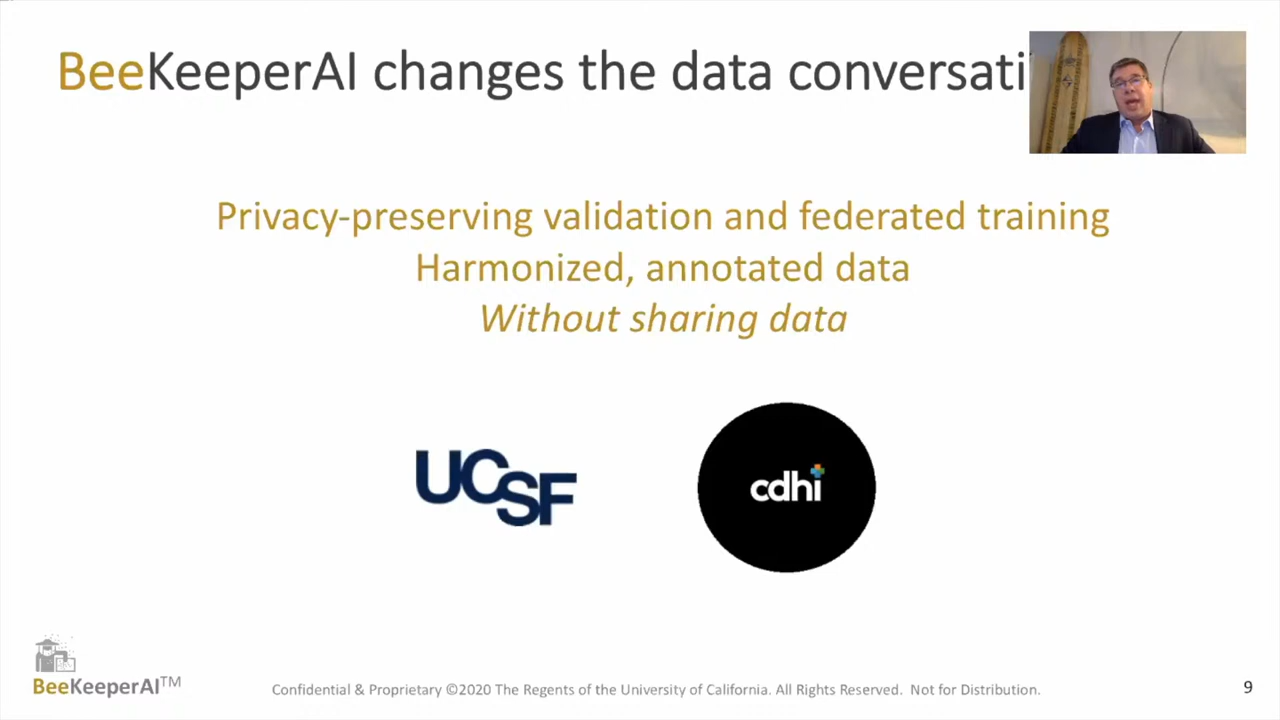 BeeKeeperAI changes the data conversati
Privacy-preserving validation and federated training
Harmonized, annotated data
Without sharing data
UCSF
cdhi
BeeKeeperAI™
Confidential & Proprietary ©2020 The Regents of the University of California. All Rights Reserved. Not for Distribution.
9